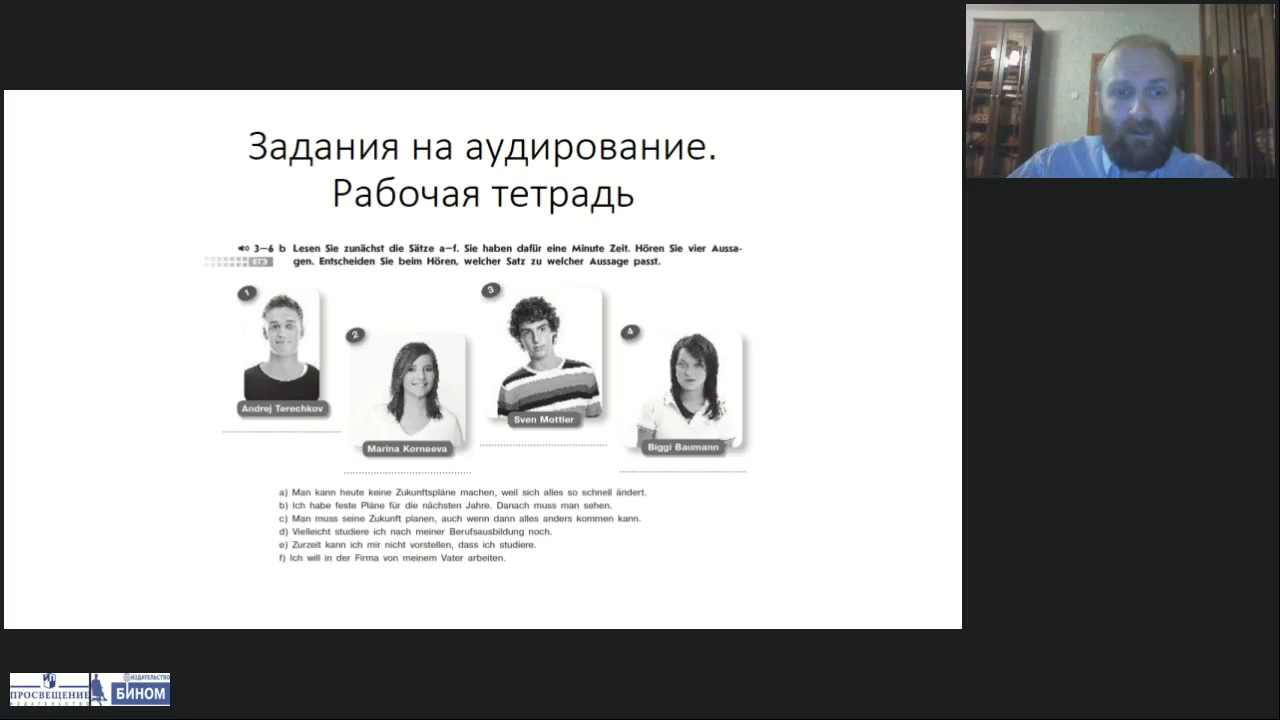 Задания на аудирование.
Рабочая тетрадь
3–6 b Lesen Sie zunächst die Sätze a–f. Sie haben dafür eine Minute Zeit. Hören Sie vier Aussa-
ЕГЭ gen. Entscheiden Sie beim Hören, welcher Satz zu welcher Aussage passt.
1
Andrej Terechkov
2
Marina Korneeva
3
Sven Mottler
4
Biggi Baumann
a) Man kann heute keine Zukunftspläne machen, weil sich alles so schnell ändert.
b) Ich habe feste Pläne für die nächsten Jahre. Danach muss man sehen.
c) Man muss seine Zukunft planen, auch wenn dann alles anders kommen kann.
d) Vielleicht studiere ich nach meiner Berufsausbildung noch.
e) Zurzeit kann ich mir nicht vorstellen, dass ich studiere.
f) Ich will in der Firma von meinem Vater arbeiten.
ПРОСВЕЩЕНИЕ
ИЗДАТЕЛЬСТВО
ИЗДАТЕЛЬСТВО
БИНОМ